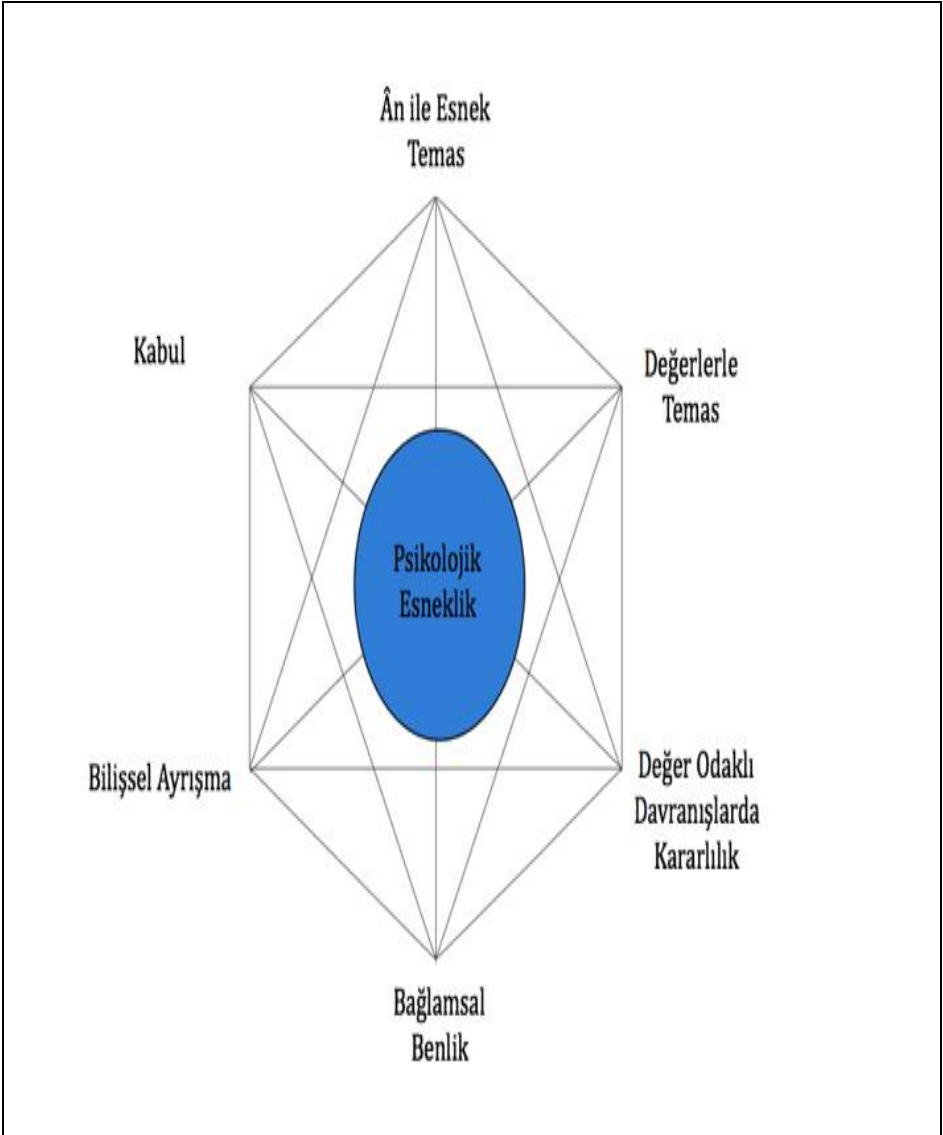 Ân ile Esnek
Temas
Kabul
Değerlerle
Temas
Psikolojik
Esneklik
Bilişsel Ayrışma
Değer Odaklı
Davranışlarda
Kararlılık
Bağlamsal
Benlik